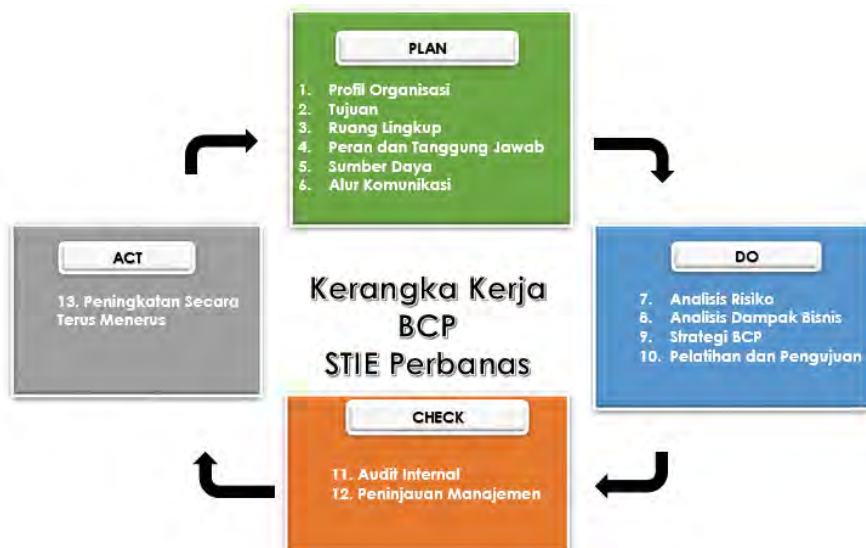 PLAN
1. Profil Organisasi
2. Tujuan
3. Ruang Lingkup
4. Peran dan Tanggung Jawab
5. Sumber Daya
6. Alur Komunikasi
DO
7. Analisis Risiko
8. Analisis Dampak Bisnis
9. Strategi BCP
10. Pelatihan dan Pengujuan
CHECK
11. Audit Internal
12. Peninjauan Manajemen
ACT
13. Peningkatan Secara
Terus Menerus
Kerangka Kerja
BCP
STIE Perbanas